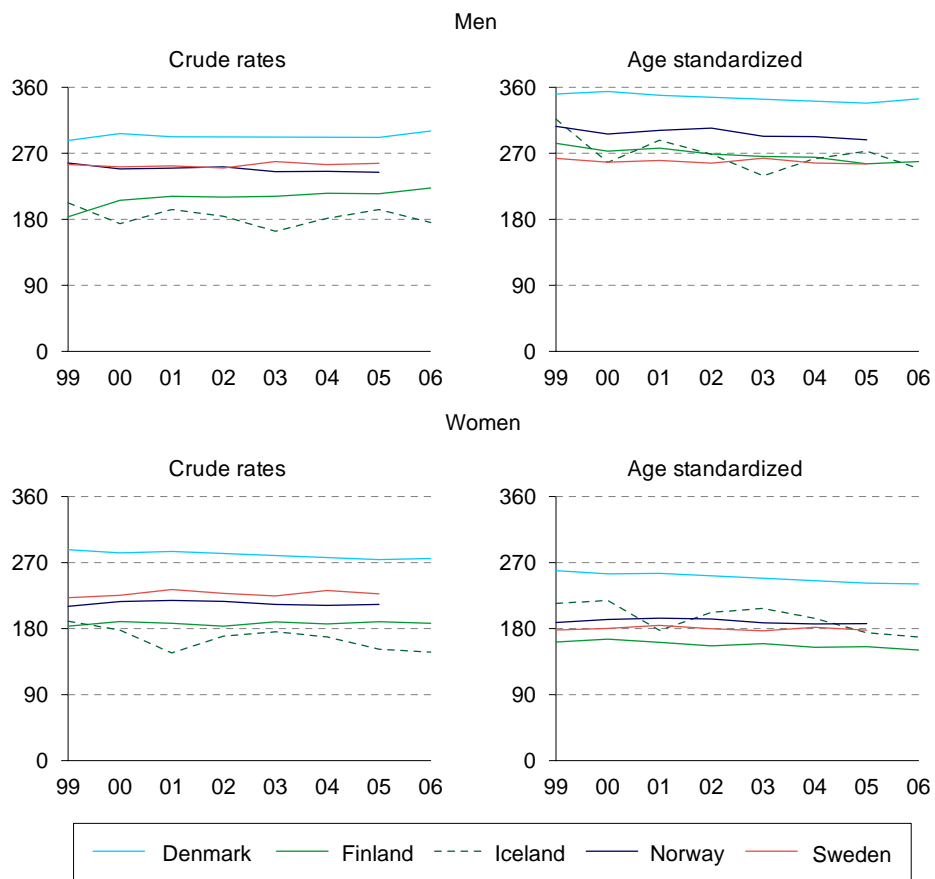 Men
Crude rates
Age standardized
360
270
180
90
0
99 00 01 02 03 04 05 06
360
270
180
90
0
99 00 01 02 03 04 05 06
Women
Crude rates
Age standardized
360
270
180
90
0
99 00 01 02 03 04 05 06
360
270
180
90
0
99 00 01 02 03 04 05 06
Denmark Finland Iceland Norway Sweden